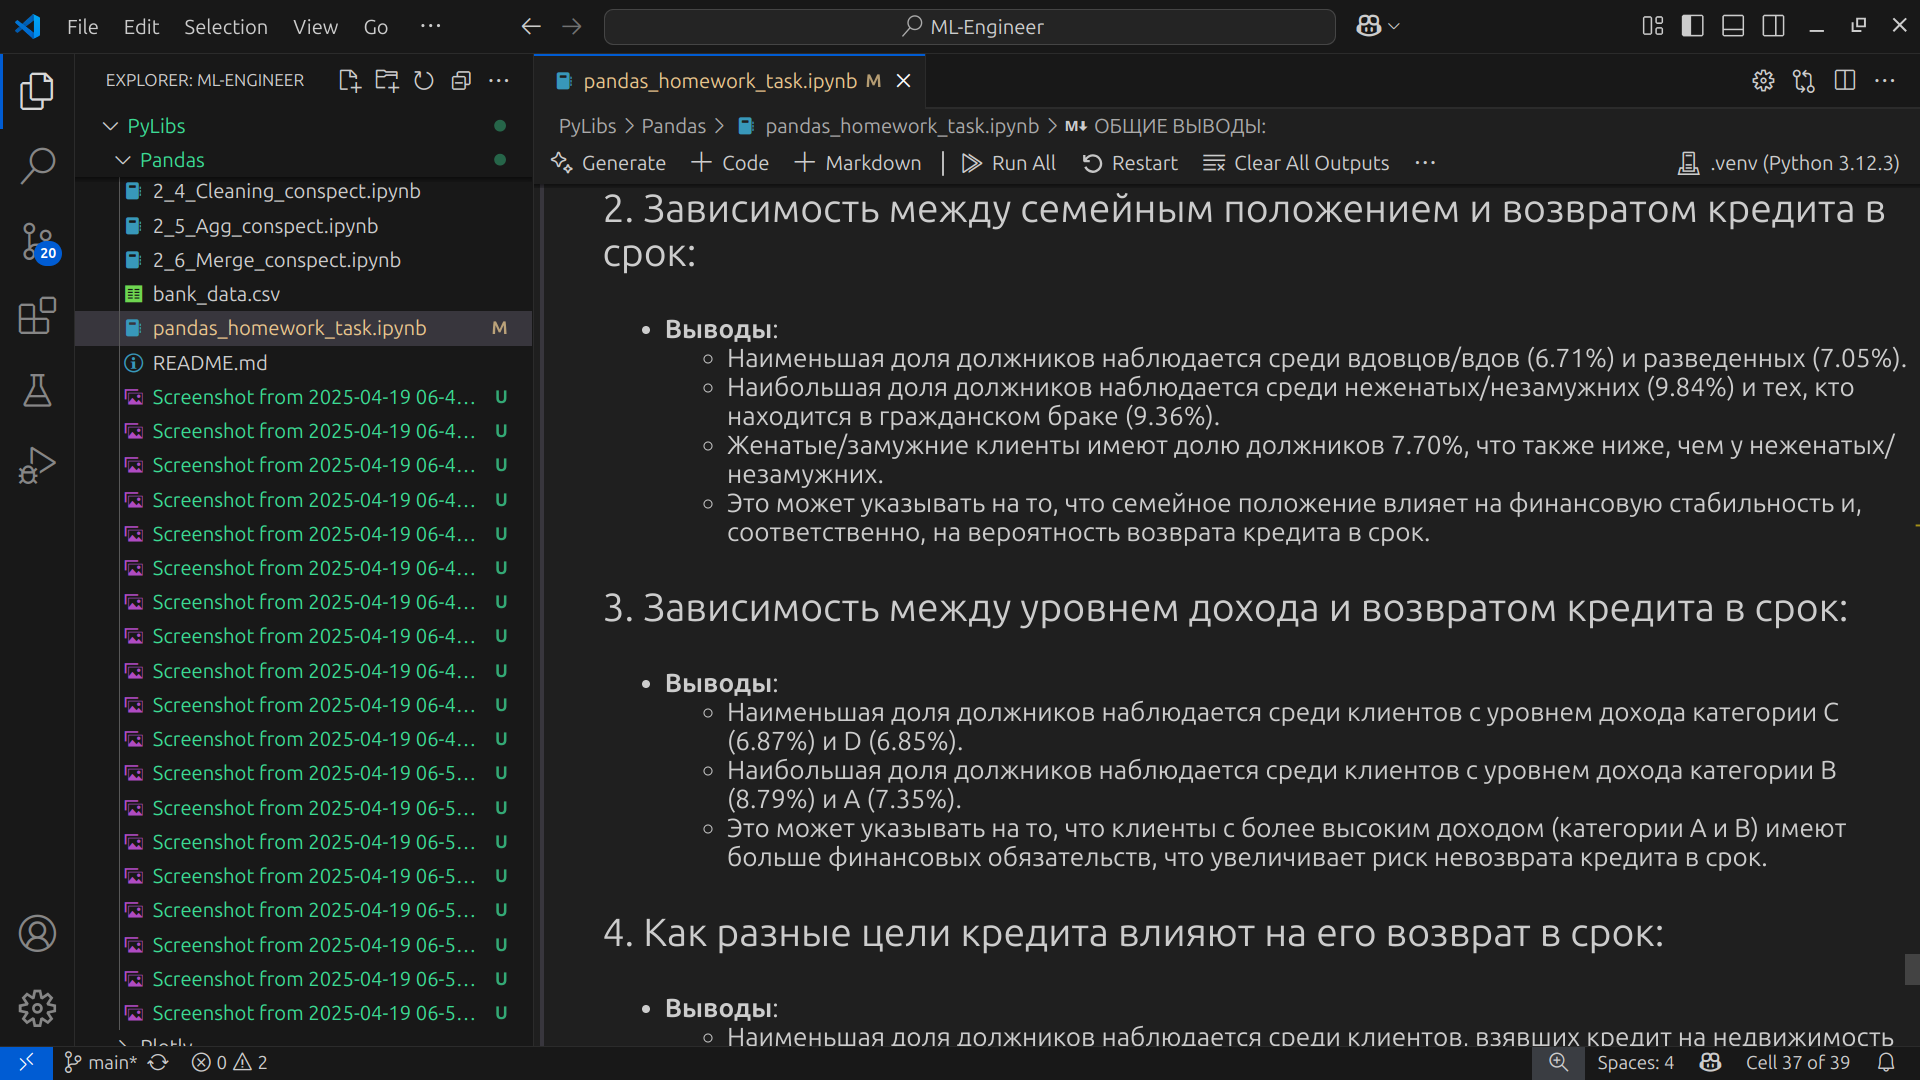 File Edit Selection View Go ···
ML-Engineer
EXPLORER: ML-ENGINEER
PyLibs
Pandas
2_4_Cleaning_conspect.ipynb
2_5_Agg_conspect.ipynb
2_6_Merge_conspect.ipynb
bank_data.csv
pandas_homework_task.ipynb M
README.md
Screenshot from 2025-04-19 06-4... U
Screenshot from 2025-04-19 06-4... U
Screenshot from 2025-04-19 06-4... U
Screenshot from 2025-04-19 06-4... U
Screenshot from 2025-04-19 06-4... U
Screenshot from 2025-04-19 06-4... U
Screenshot from 2025-04-19 06-4... U
Screenshot from 2025-04-19 06-4... U
Screenshot from 2025-04-19 06-4... U
Screenshot from 2025-04-19 06-4... U
Screenshot from 2025-04-19 06-4... U
Screenshot from 2025-04-19 06-5... U
Screenshot from 2025-04-19 06-5... U
Screenshot from 2025-04-19 06-5... U
Screenshot from 2025-04-19 06-5... U
Screenshot from 2025-04-19 06-5... U
Screenshot from 2025-04-19 06-5... U
Screenshot from 2025-04-19 06-5... U
Screenshot from 2025-04-19 06-5... U
Plotly
20
pandas_homework_task.ipynb M
PyLibs > Pandas > pandas_homework_task.ipynb > M↓ ОБЩИЕ ВЫВОДЫ:
Generate + Code + Markdown | Run All Restart Clear All Outputs ··· .venv (Python 3.12.3)
2. Зависимость между семейным положением и возвратом кредита в
срок:
• Выводы:
◦ Наименьшая доля должников наблюдается среди вдовцов/вдов (6.71%) и разведенных (7.05%).
◦ Наибольшая доля должников наблюдается среди неженатых/незамужних (9.84%) и тех, кто
находится в гражданском браке (9.36%).
◦ Женатые/замужние клиенты имеют долю должников 7.70%, что также ниже, чем у неженатых/
незамужних.
◦ Это может указывать на то, что семейное положение влияет на финансовую стабильность и,
соответственно, на вероятность возврата кредита в срок.
3. Зависимость между уровнем дохода и возвратом кредита в срок:
• Выводы:
◦ Наименьшая доля должников наблюдается среди клиентов с уровнем дохода категории C
(6.87%) и D (6.85%).
◦ Наибольшая доля должников наблюдается среди клиентов с уровнем дохода категории B
(8.79%) и A (7.35%).
◦ Это может указывать на то, что клиенты с более высоким доходом (категории A и B) имеют
больше финансовых обязательств, что увеличивает риск невозврата кредита в срок.
4. Как разные цели кредита влияют на его возврат в срок:
• Выводы:
◦ Наименьшая доля должников наблюдается среди клиентов, взявших кредит на недвижимость
main* 0 2
Spaces: 4 Cell 37 of 39